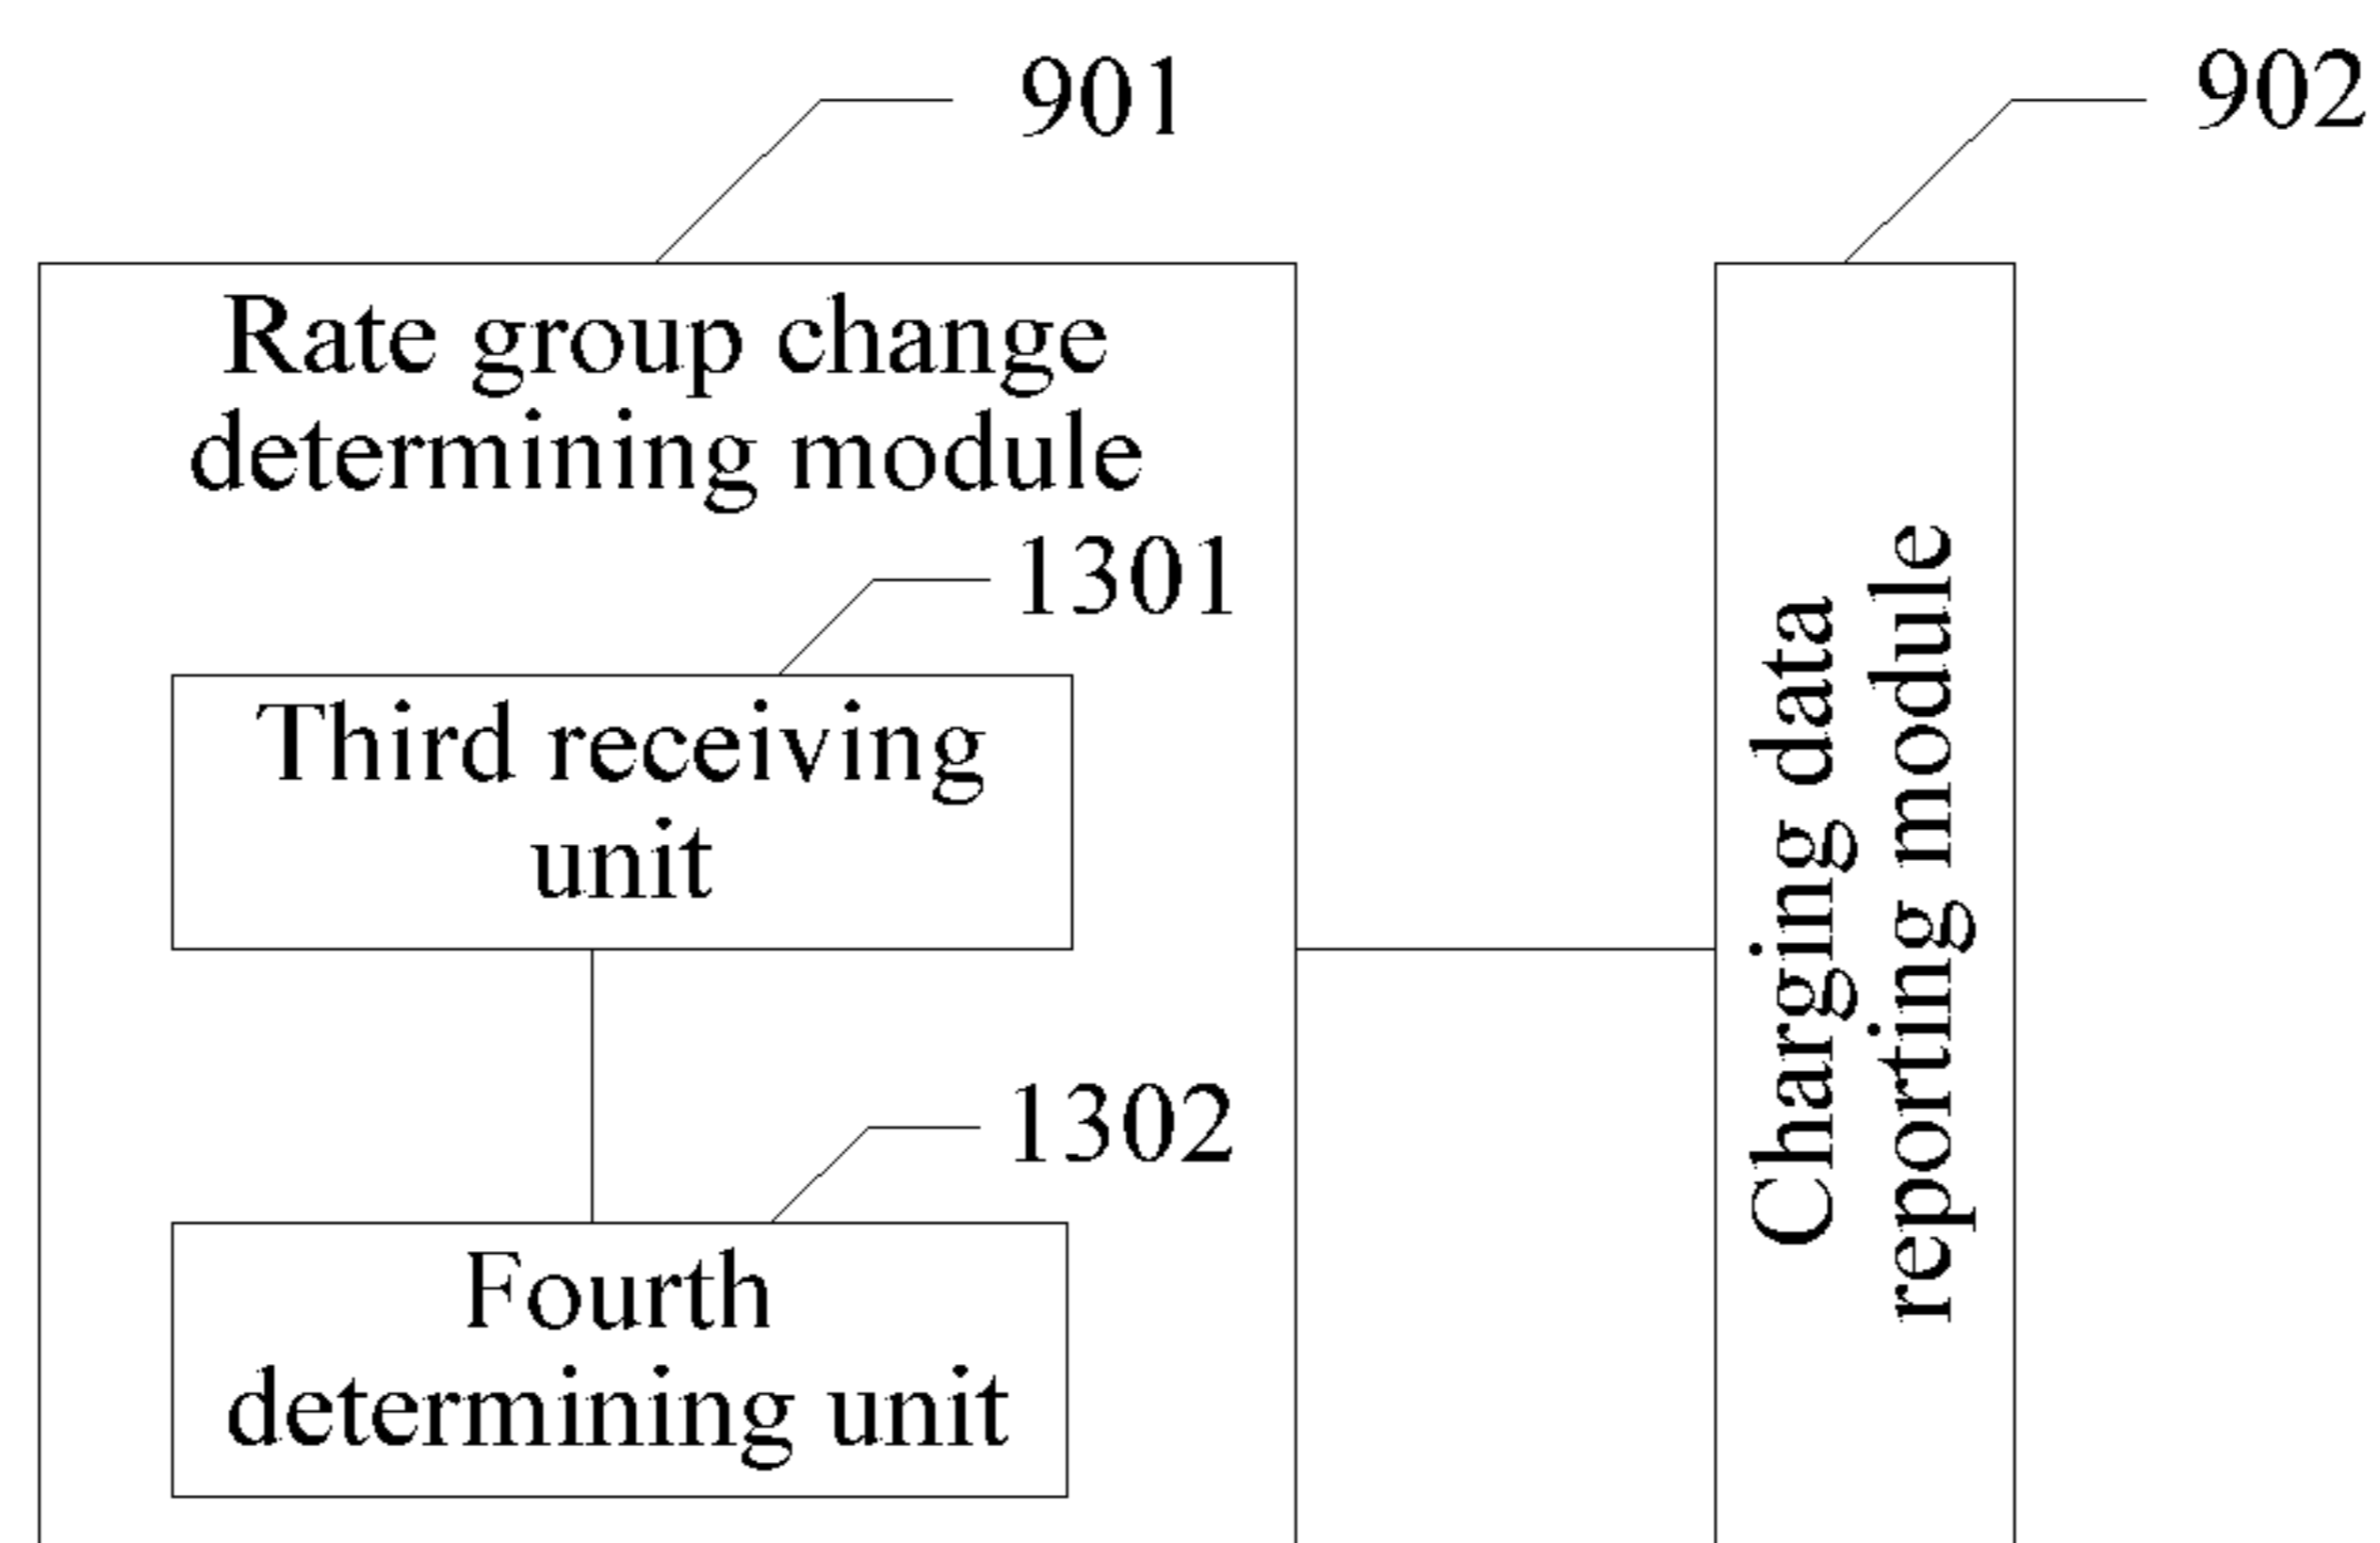 901
902
Rate group change
determining module
1301
Third receiving
unit
1302
Fourth
determining unit
Charging data
reporting module